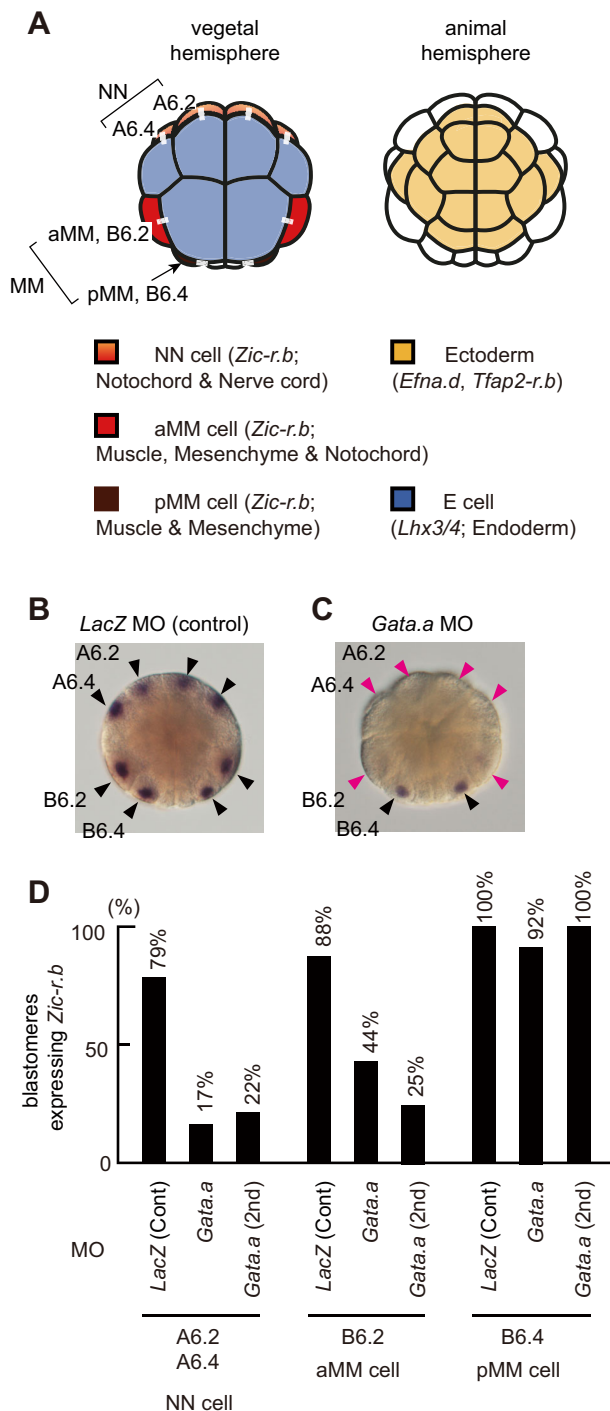 A
vegetal
hemisphere
animal
hemisphere
NN
A6.2
A6.4
aMM, B6.2
MM
pMM, B6.4
NN cell (Zic-r.b;
Notochord & Nerve cord)
Ectoderm
(Efna.d, Tfap2-r.b)
aMM cell (Zic-r.b;
Muscle, Mesenchyme & Notochord)
pMM cell (Zic-r.b;
Muscle & Mesenchyme)
E cell
(Lhx3/4; Endoderm)
B
LacZ MO (control)
A6.2
A6.4
B6.2
B6.4
C
Gata.a MO
A6.2
A6.4
B6.2
B6.4
D
(%)
blastomeres
expressing Zic-r.b
100
50
0
79%
17%
22%
88%
44%
25%
100%
92%
100%
MO
LacZ (Cont)
Gata.a
Gata.a (2nd)
LacZ (Cont)
Gata.a
Gata.a (2nd)
LacZ (Cont)
Gata.a
Gata.a (2nd)
A6.2
A6.4
NN cell
B6.2
aMM cell
B6.4
pMM cell